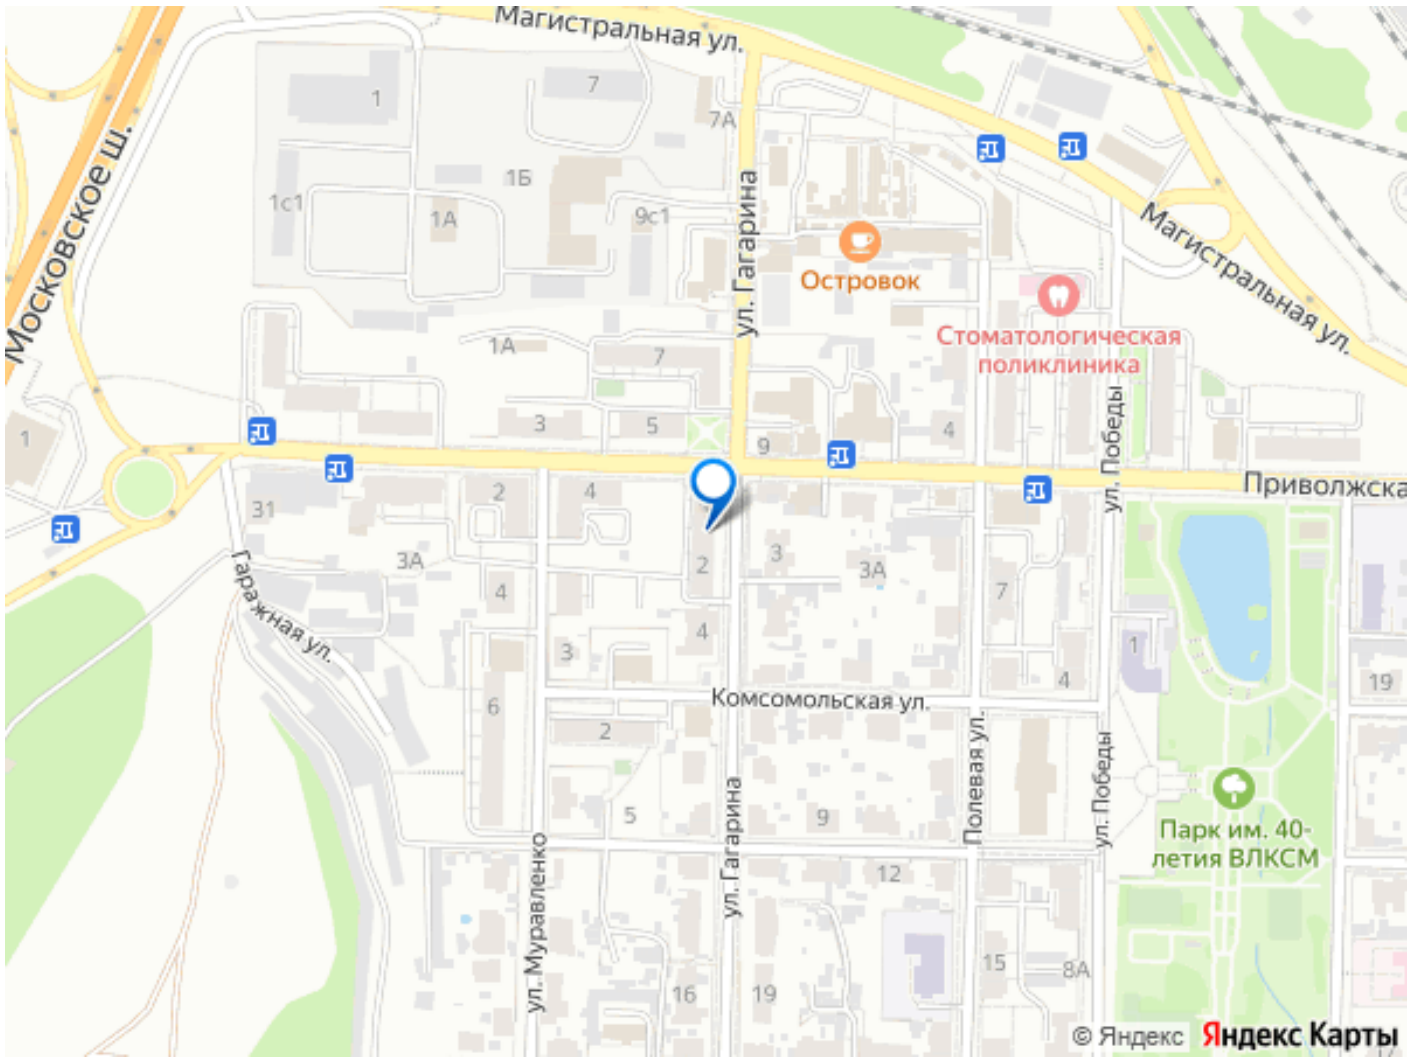 Магистральная ул.
7
1
7А
Московское ш.
1Б
1с1
1А
9с1
ул. Гагарина
Магистральная ул.
Островок
Стоматологическая
поликлиника
1А
7
ул. Победы
3
5
9
4
1
Приволжска
2
4
31
3А
2
3
3А
4
7
Гаражная ул.
4
3
1
4
19
Комсомольская ул.
6
2
Полевая ул.
ул. Победы
5
9
Парк им. 40-
летия ВЛКСМ
ул. Муравленко
ул. Гагарина
12
15
8А
16
19
© Яндекс
Яндекс Карты